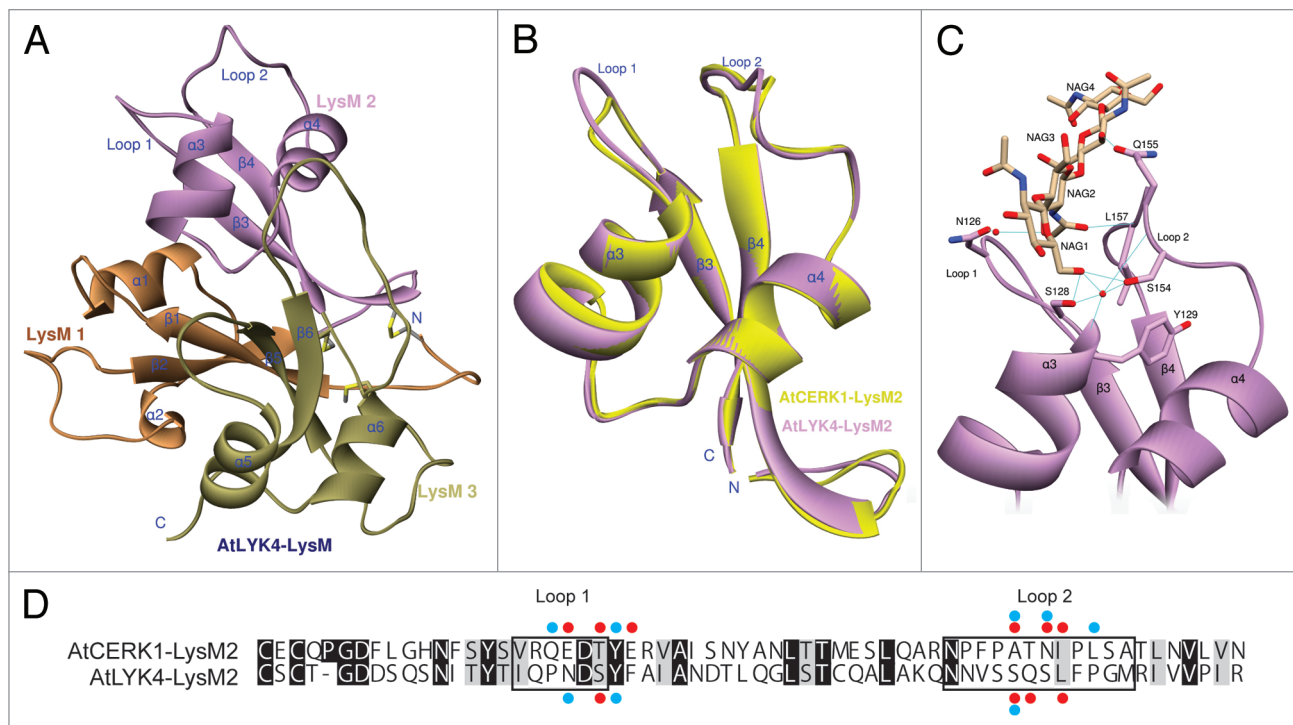 A
Loop 2
LysM 2
α4
Loop 1
α3
β4
β3
α1
β1
β6
N
LysM 1
β2
β5
α2
α6
α5
LysM 3
C
AtLYK4-LysM
B
Loop 1
Loop 2
α3
β3
β4
α4
AtCERK1-LysM2
AtLYK4-LysM2
C
N
C
NAG4
NAG3
Q155
NAG2
N126
L157
NAG1
Loop 2
Loop 1
S128
S154
Y129
α3
β3
β4
α4
D
Loop 1 Loop 2
AtCERK1-LysM2 CECQPGDFLGHNFSYSVRQEDTYERVAISNYANLTTMESLQARNPFPATNIPLSATLNVLVN
AtLYK4-LysM2 CSCT-GDDSQSNITYTIQPNDSYFAIANDTLQGLSTCQALAKQNNVSSQSLFPGMRIVVPIR